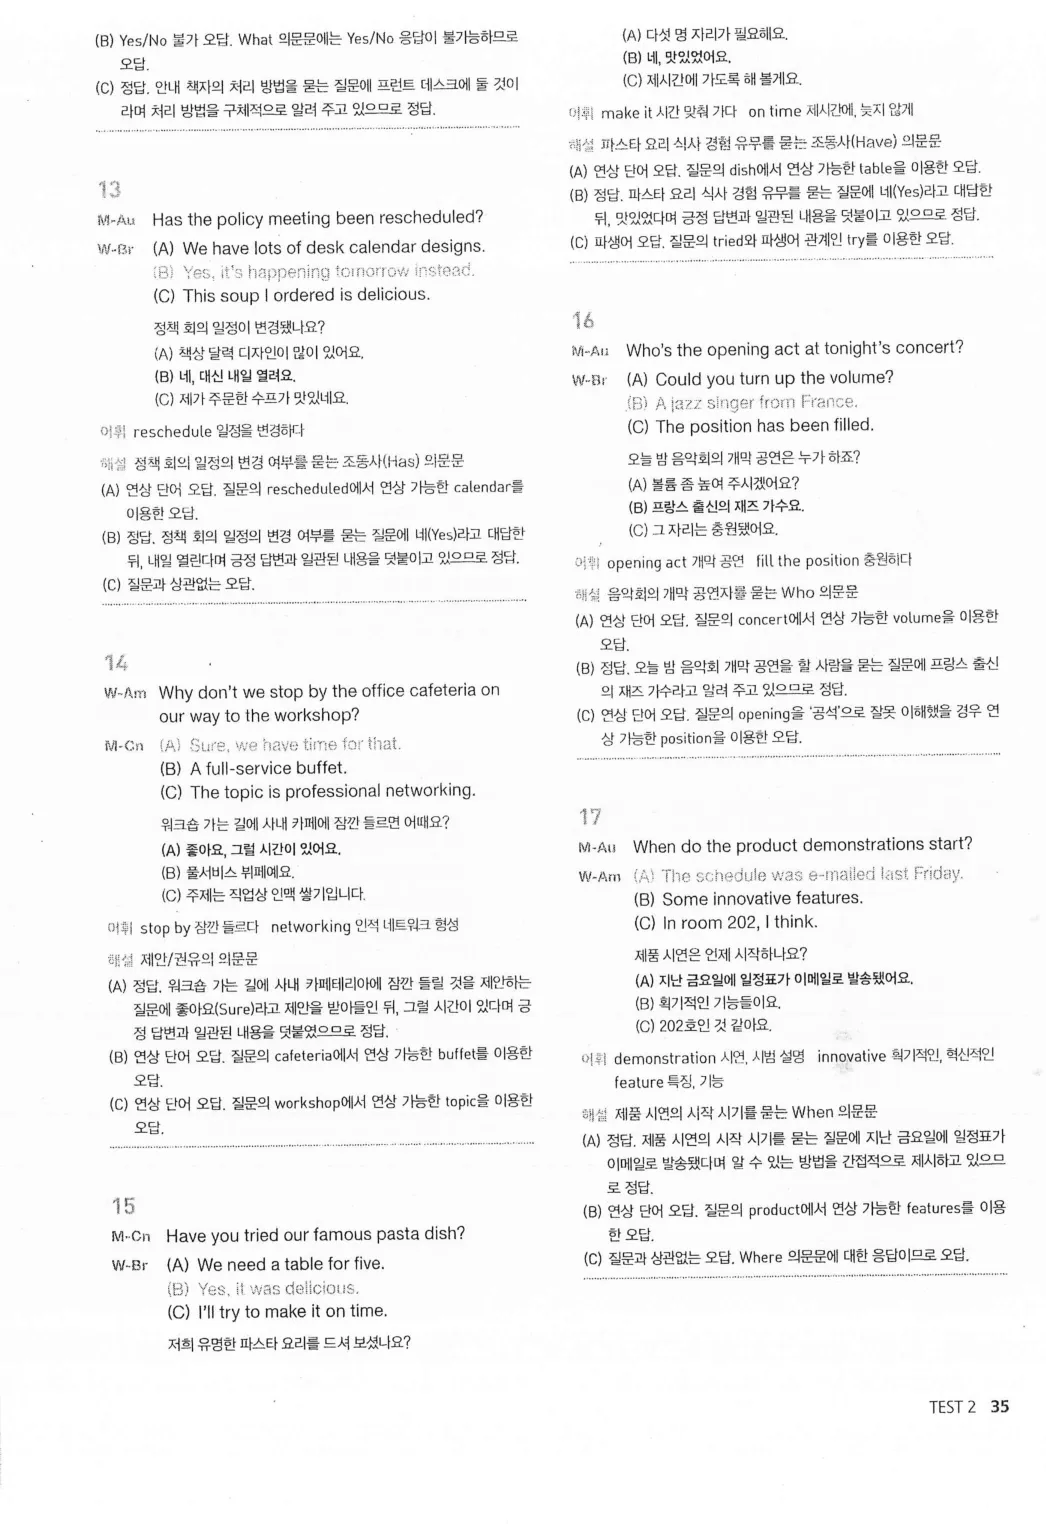 (B) Yes/No 불가 오답. What 의문문에는 Yes/No 응답이 불가능하므로
오답.
(C) 정답. 안내 책자의 처리 방법을 묻는 질문에 프런트 데스크에 둘 것이
라며 처리 방법을 구체적으로 알려 주고 있으므로 정답.
13
M-Au Has the policy meeting been rescheduled?
W-Br (A) We have lots of desk calendar designs.
(B) Yes, it's happening tomorrow instead.
(C) This soup I ordered is delicious.
정책 회의 일정이 변경됐나요?
(A) 책상 달력 디자인이 많이 있어요.
(B) 네, 대신 내일 열려요.
(C) 제가 주문한 수프가 맛있네요.
어휘 reschedule 일정을 변경하다
해설 정책 회의 일정의 변경 여부를 묻는 조동사(Has) 의문문
(A) 연상 단어 오답. 질문의 rescheduled에서 연상 가능한 calendar를
이용한 오답.
(B) 정답. 정책 회의 일정의 변경 여부를 묻는 질문에 네(Yes)라고 대답한
뒤, 내일 열린다며 긍정 답변과 일관된 내용을 덧붙이고 있으므로 정답.
(C) 질문과 상관없는 오답.
14
W-Am Why don't we stop by the office cafeteria on
our way to the workshop?
M-Cn (A) Sure, we have time for that.
(B) A full-service buffet.
(C) The topic is professional networking.
워크숍 가는 길에 사내 카페에 잠깐 들르면 어때요?
(A) 좋아요, 그럴 시간이 있어요.
(B) 풀서비스 뷔페예요.
(C) 주제는 직업상 인맥 쌓기입니다.
어휘 stop by 잠깐 들르다 networking 인적 네트워크 형성
해설 제안/권유의 의문문
(A) 정답. 워크숍 가는 길에 사내 카페테리아에 잠깐 들릴 것을 제안하는
질문에 좋아요(Sure)라고 제안을 받아들인 뒤, 그럴 시간이 있다며 긍
정 답변과 일관된 내용을 덧붙였으므로 정답.
(B) 연상 단어 오답. 질문의 cafeteria에서 연상 가능한 buffet를 이용한
오답.
(C) 연상 단어 오답. 질문의 workshop에서 연상 가능한 topic을 이용한
오답.
15
M-Cn Have you tried our famous pasta dish?
W-Br (A) We need a table for five.
(B) Yes, it was delicious.
(C) I'll try to make it on time.
저희 유명한 파스타 요리를 드셔 보셨나요?
(A) 다섯 명 자리가 필요해요.
(B) 네, 맛있었어요.
(C) 제시간에 가도록 해 볼게요.
어휘 make it 시간 맞춰 가다 on time 제시간에, 늦지 않게
해설 파스타 요리 식사 경험 유무를 묻는 조동사(Have) 의문문
(A) 연상 단어 오답. 질문의 dish에서 연상 가능한 table을 이용한 오답.
(B) 정답. 파스타 요리 식사 경험 유무를 묻는 질문에 네(Yes)라고 대답한
뒤, 맛있었다며 긍정 답변과 일관된 내용을 덧붙이고 있으므로 정답.
(C) 파생어 오답. 질문의 tried와 파생어 관계인 try를 이용한 오답.
16
M-Au Who's the opening act at tonight's concert?
W-Br (A) Could you turn up the volume?
(B) A jazz singer from France.
(C) The position has been filled.
오늘 밤 음악회의 개막 공연은 누가 하죠?
(A) 볼륨 좀 높여 주시겠어요?
(B) 프랑스 출신의 재즈 가수요.
(C) 그 자리는 충원됐어요.
어휘 opening act 개막 공연 fill the position 충원하다
해설 음악회의 개막 공연자를 묻는 Who 의문문
(A) 연상 단어 오답. 질문의 concert에서 연상 가능한 volume을 이용한
오답.
(B) 정답. 오늘 밤 음악회 개막 공연을 할 사람을 묻는 질문에 프랑스 출신
의 재즈 가수라고 알려 주고 있으므로 정답.
(C) 연상 단어 오답. 질문의 opening을 '공석'으로 잘못 이해했을 경우 연
상 가능한 position을 이용한 오답.
17
M-Au When do the product demonstrations start?
W-Am (A) The schedule was e-mailed last Friday.
(B) Some innovative features.
(C) In room 202, I think.
제품 시연은 언제 시작하나요?
(A) 지난 금요일에 일정표가 이메일로 발송됐어요.
(B) 획기적인 기능들이요.
(C) 202호인 것 같아요.
어휘 demonstration 시연, 시범 설명 innovative 획기적인, 혁신적인
feature 특징, 기능
해설 제품 시연의 시작 시기를 묻는 When 의문문
(A) 정답. 제품 시연의 시작 시기를 묻는 질문에 지난 금요일에 일정표가
이메일로 발송됐다며 알 수 있는 방법을 간접적으로 제시하고 있으므
로 정답.
(B) 연상 단어 오답. 질문의 product에서 연상 가능한 features를 이용
한 오답.
(C) 질문과 상관없는 오답. Where 의문문에 대한 응답이므로 오답.
TEST 2 35